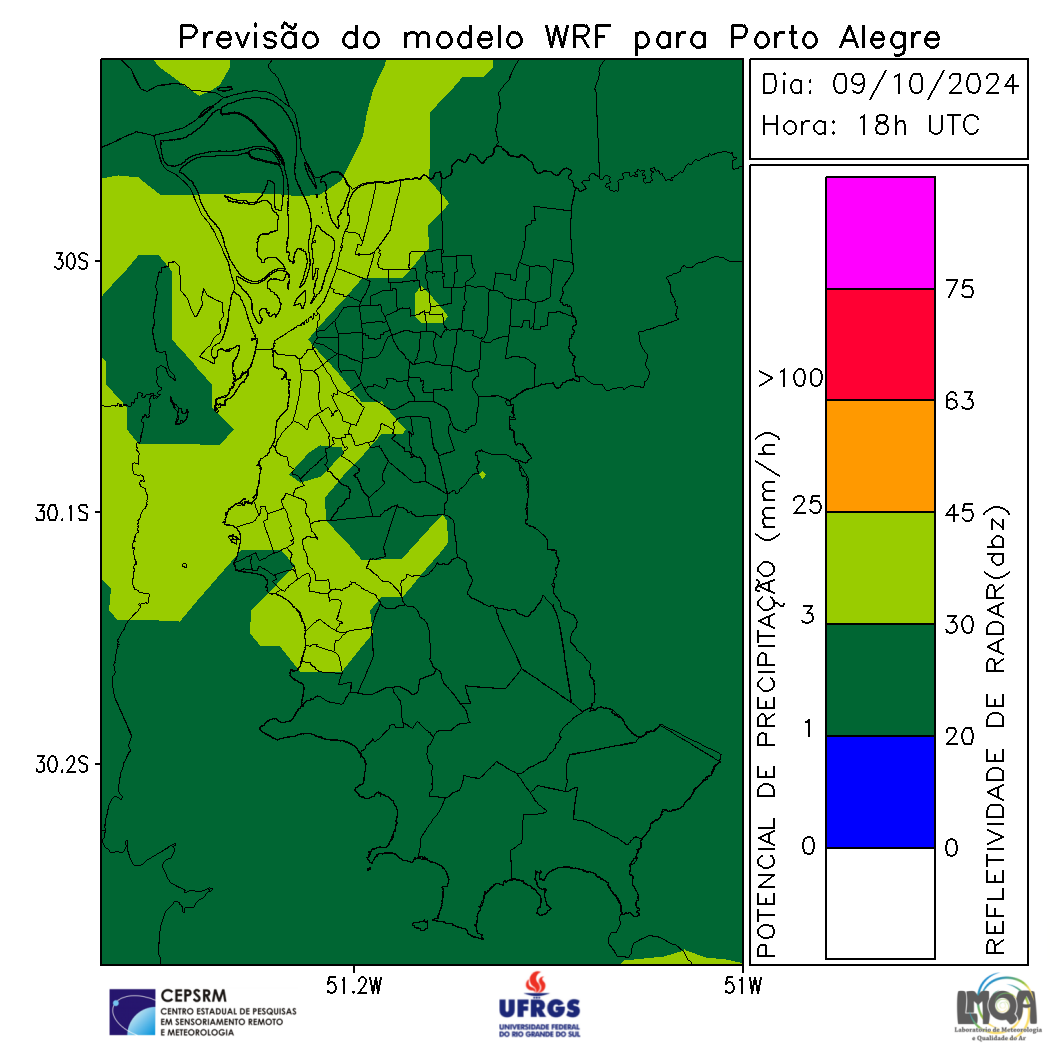 Previsão do modelo WRF para Porto Alegre
Dia: 09/10/2024
Hora: 18h UTC
30S
30.1S
30.2S
51.2W
51W
POTENCIAL DE PRECIPITAÇÃO (mm/h)
>100
25
3
1
0
75
63
45
30
20
0
REFLETIVIDADE DE RADAR(dbz)
CEPSRM
CENTRO ESTADUAL DE PESQUISAS
EM SENSORIAMENTO REMOTO
E METEOROLOGIA
UFRGS
UNIVERSIDADE FEDERAL
DO RIO GRANDE DO SUL
LMQA
Laboratório de Meteorologia
e Qualidade do Ar